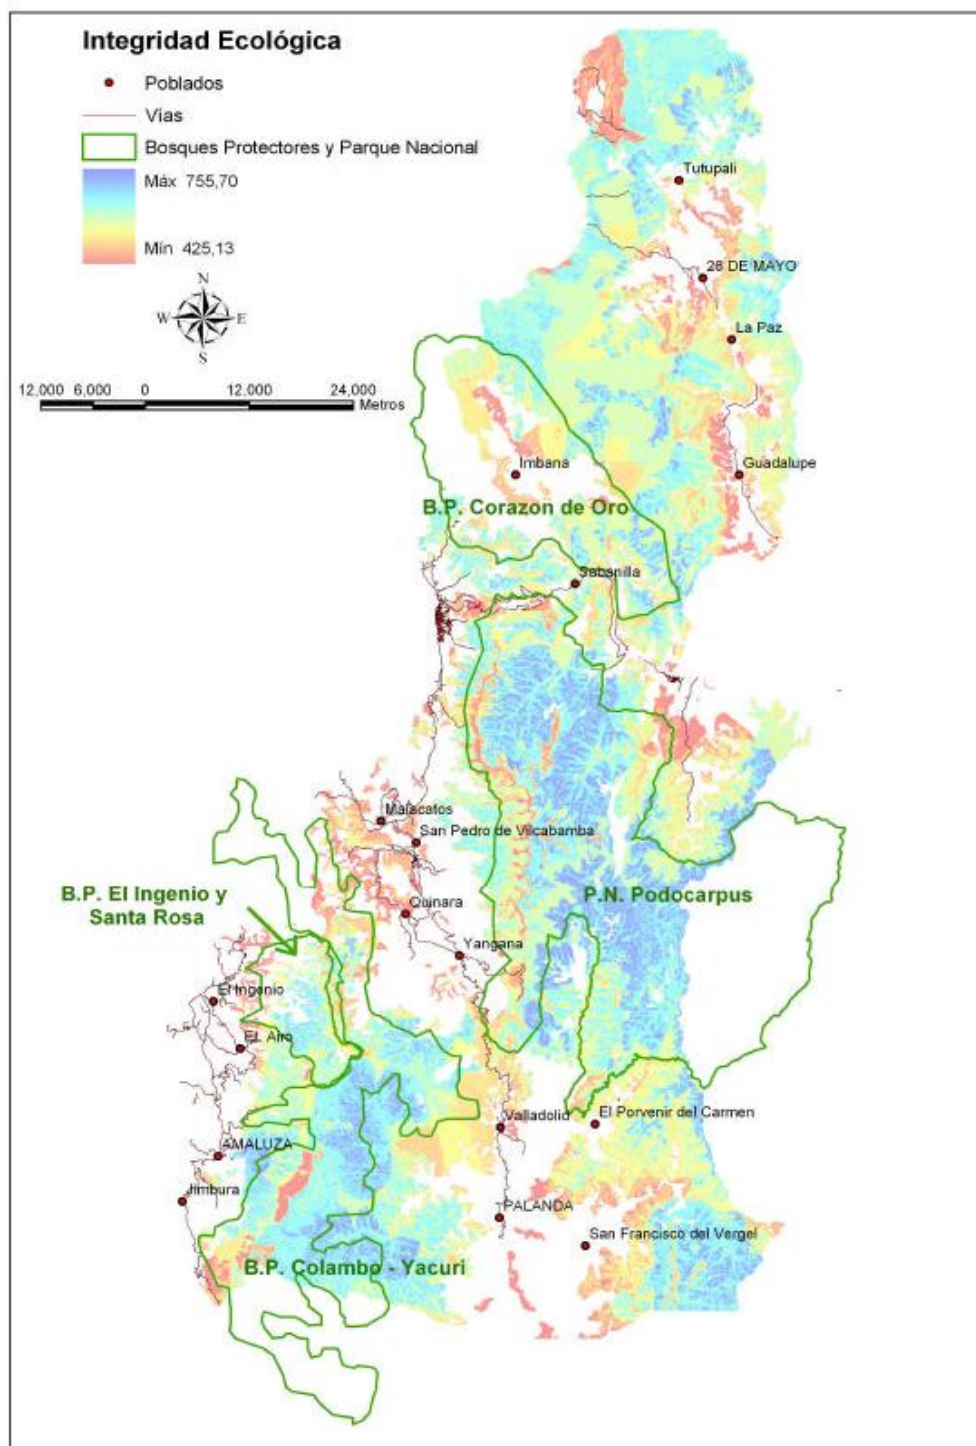 Integridad Ecológica
Poblados
Vías
Bosques Protectores y Parque Nacional
Máx 755,70
Mín 425,13
N
W E
S
12,000 6,000 0 12,000 24,000
Metros
Tutupali
28 DE MAYO
La Paz
Imbana
Guadalupe
B.P. Corazon de Oro
Sabanilla
Malacatos
San Pedro de Vilcabamba
B.P. El Ingenio y
Santa Rosa
P.N. Podocarpus
Quinara
Yangana
El Ingenio
EL Airo
Valladolid
El Porvenir del Carmen
AMALUZA
Jimbura
PALANDA
San Francisco del Vergel
B.P. Colambo - Yacuri